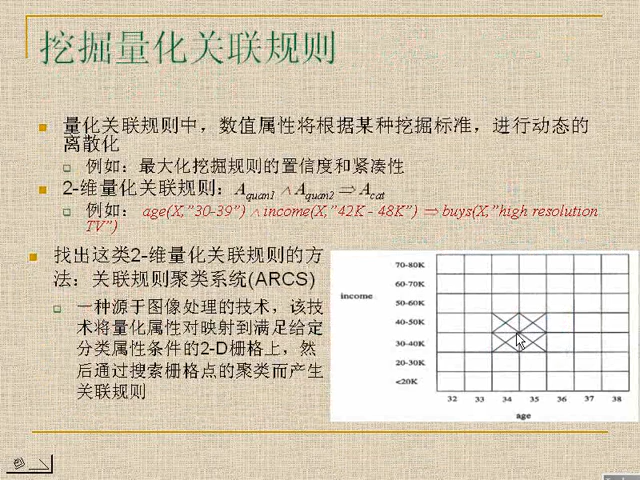 挖掘量化关联规则
量化关联规则中，数值属性将根据某种挖掘标准，进行动态的
离散化
例如：最大化挖掘规则的置信度和紧凑性
2-维量化关联规则：Aquan1 ∧ Aquan2 ⇒ Acat
例如： age(X,”30-39”) ∧ income(X,”42K - 48K”) ⇒ buys(X,”high resolution
TV”)
找出这类2-维量化关联规则的方
法：关联规则聚类系统(ARCS)
一种源于图像处理的技术，该技
术将量化属性对映射到满足给定
分类属性条件的2-D栅格上，然
后通过搜索栅格点的聚类而产生
关联规则
70-80K
60-70K
income
50-60K
40-50K
30-40K
20-30K
<20K
32 33 34 35 36 37 38
age